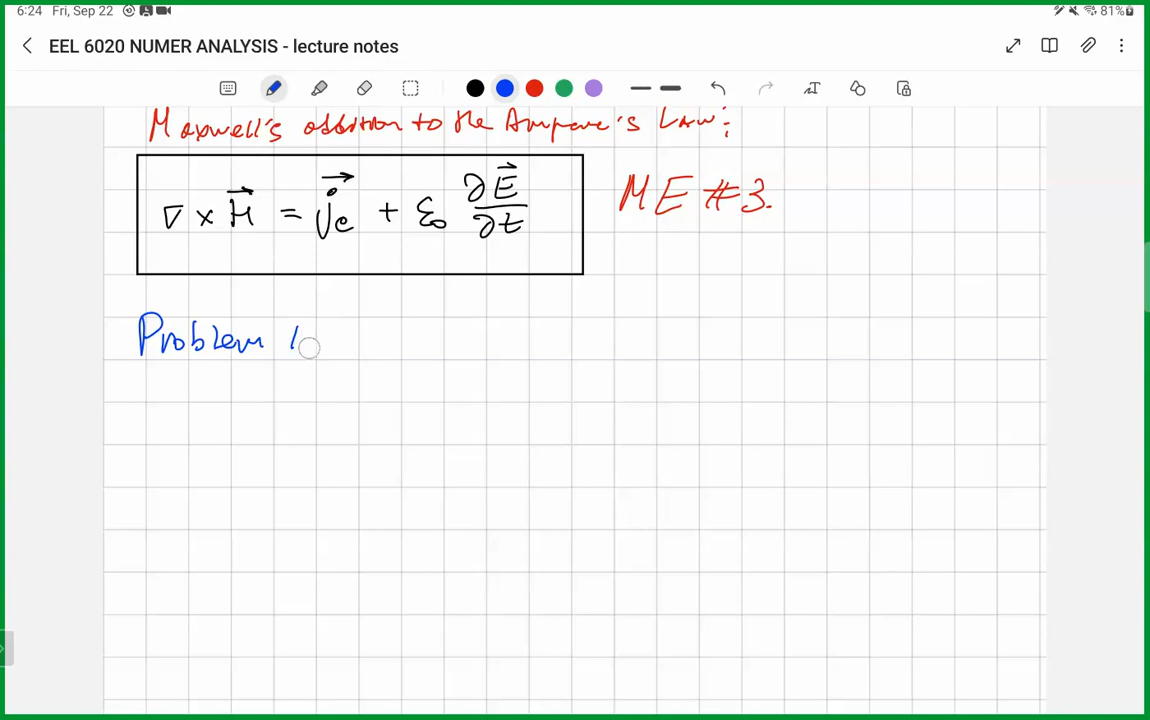 6:24 Fri, Sep 22 81%
EEL 6020 NUMER ANALYSIS - lecture notes
Maxwell's addition to the Ampere's Law:
∇ × H⃗ = j⃗e + ε₀ ∂E⃗/∂t
ME #3.
Problem 1